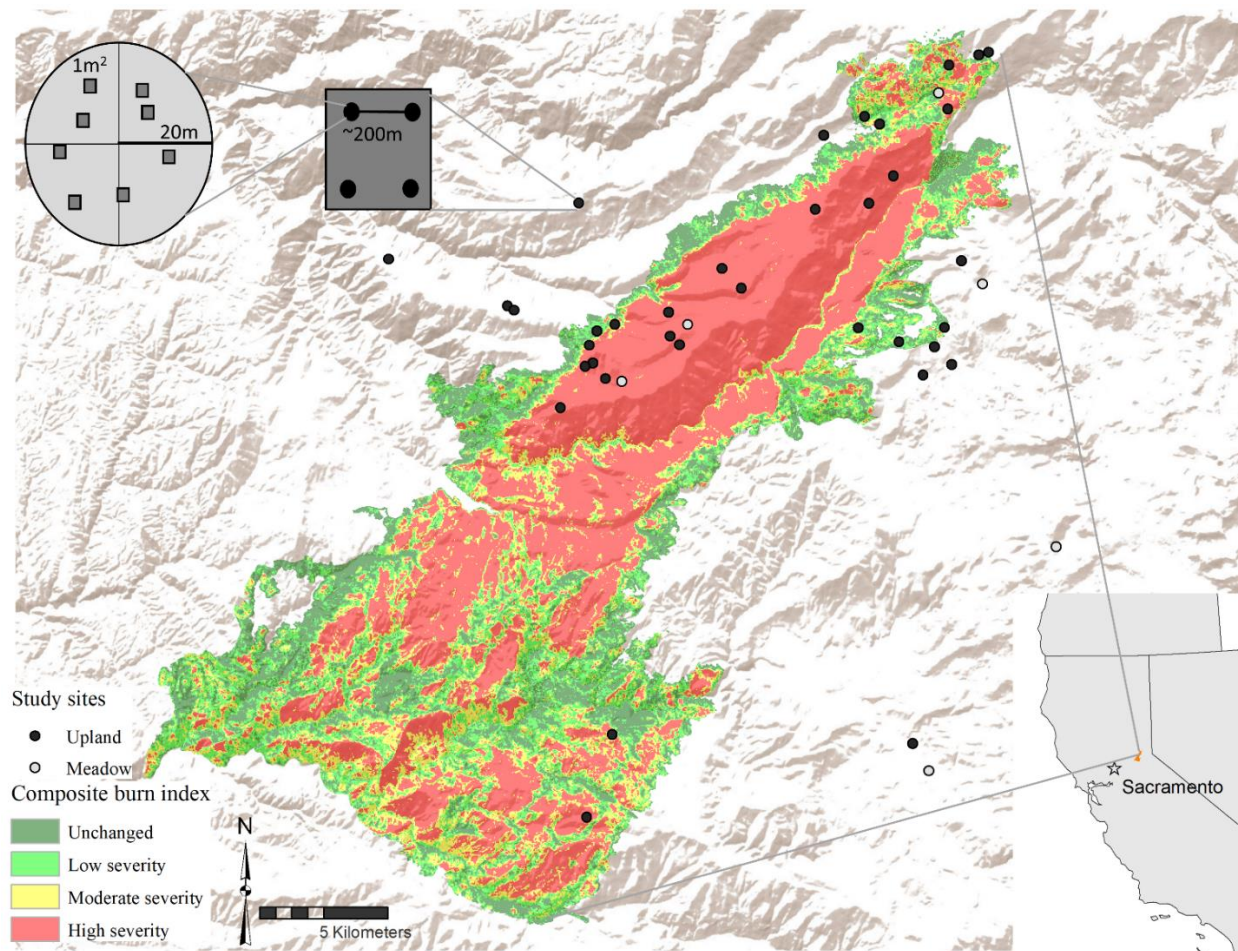 1m²
20m
~200m
Study sites
Upland
Meadow
Composite burn index
Unchanged
Low severity
Moderate severity
High severity
N
5 Kilometers
Sacramento